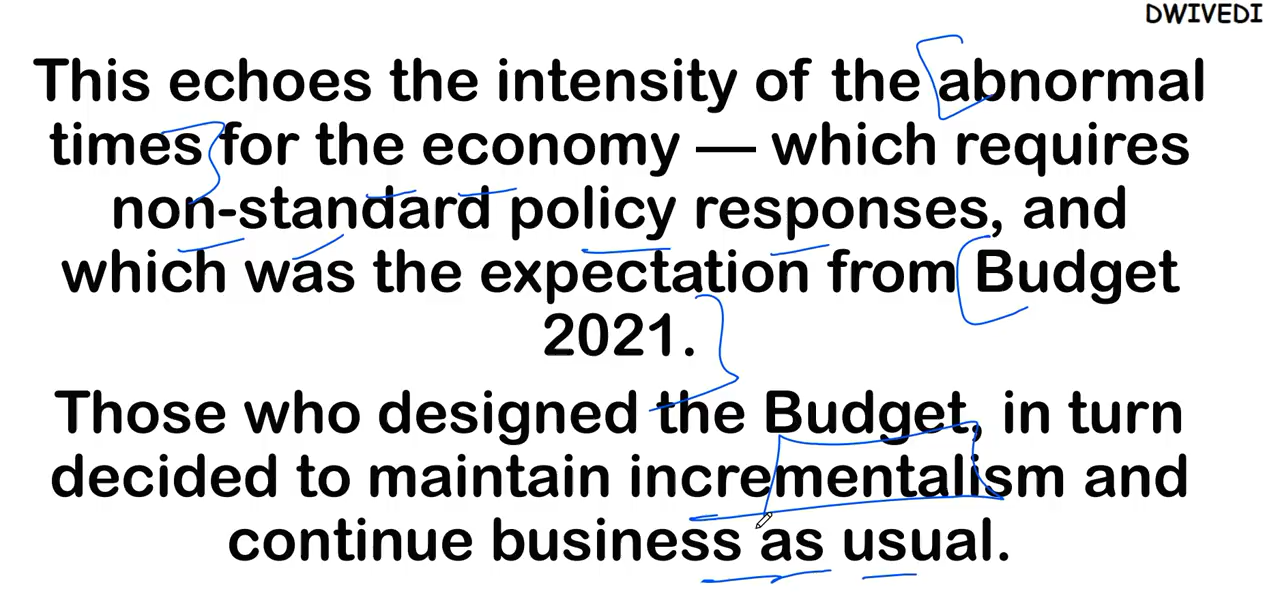 DWIVEDI
This echoes the intensity of the abnormal
times for the economy — which requires
non-standard policy responses, and
which was the expectation from Budget
2021.
Those who designed the Budget, in turn
decided to maintain incrementalism and
continue business as usual.